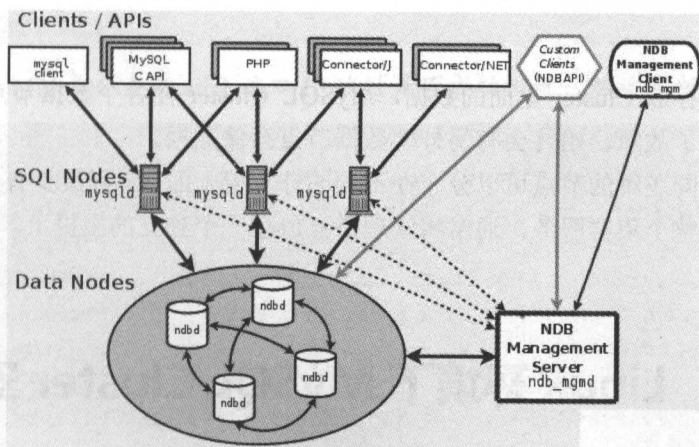 Clients / APIs
mysql
client
MySQL
C API
PHP
Connector/J
Connector/NET
Custom
Clients
(NDBAPI)
NDB
Management
Client
ndb_mgm
SQL Nodes
mysqld
mysqld
mysqld
Data Nodes
ndbd
ndbd
ndbd
ndbd
NDB
Management
Server
ndb_mgmd